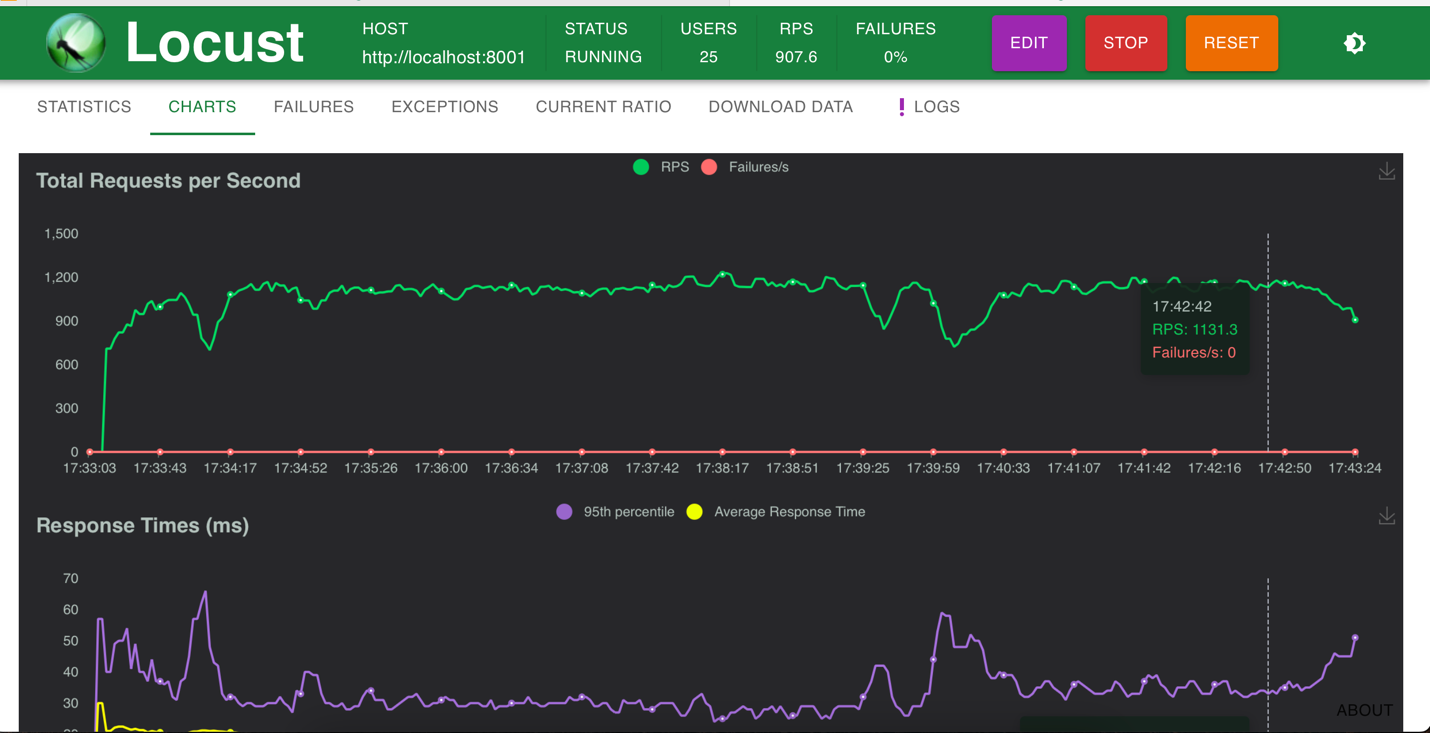 Locust
HOST
http://localhost:8001
STATUS
RUNNING
USERS
25
RPS
907.6
FAILURES
0%
EDIT
STOP
RESET
STATISTICS
CHARTS
FAILURES
EXCEPTIONS
CURRENT RATIO
DOWNLOAD DATA
! LOGS
RPS
Failures/s
Total Requests per Second
1,500
1,200
900
600
300
0
17:42:42
RPS: 1131.3
Failures/s: 0
17:33:03 17:33:43 17:34:17 17:34:52 17:35:26 17:36:00 17:36:34 17:37:08 17:37:42 17:38:17 17:38:51 17:39:25 17:39:59 17:40:33 17:41:07 17:41:42 17:42:16 17:42:50 17:43:24
95th percentile
Average Response Time
Response Times (ms)
70
60
50
40
30
ABOUT